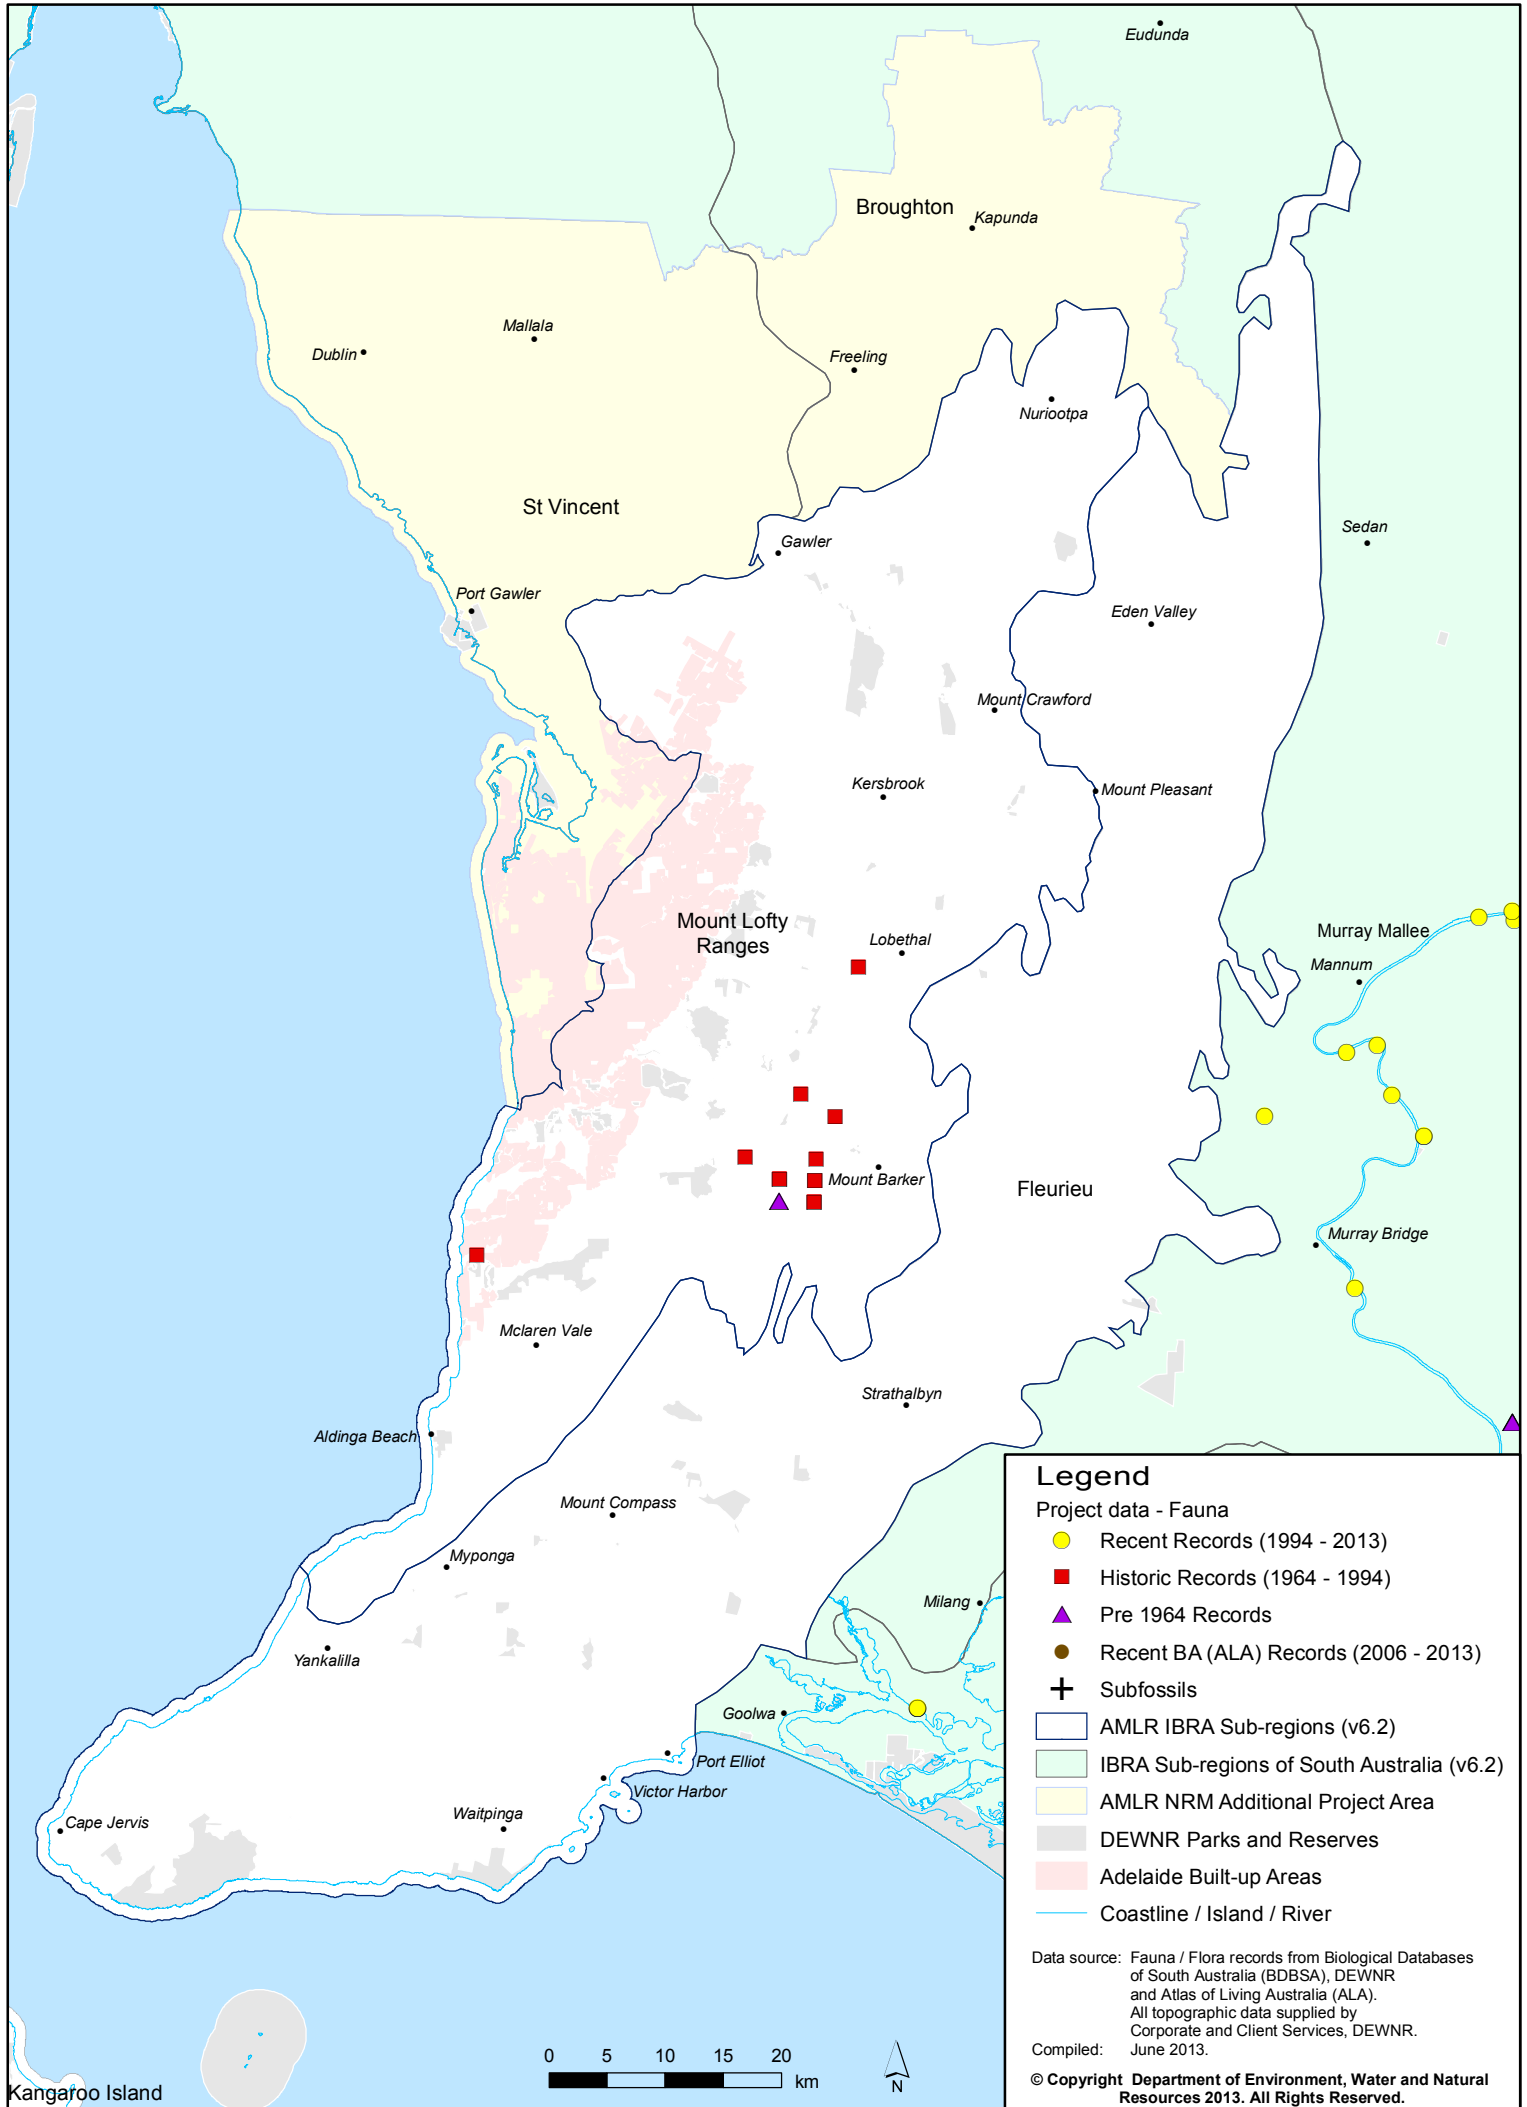 Eudunda
Broughton
Kapunda
Mallala
Dublin
Freeling
Nuriootpa
St Vincent
Sedan
Gawler
Port Gawler
Eden Valley
Mount Crawford
Kersbrook
Mount Pleasant
Mount Lofty
Ranges
Lobethal
Murray Mallee
Mannum
Mount Barker
Fleurieu
Murray Bridge
Mclaren Vale
Strathalbyn
Aldinga Beach
Mount Compass
Myponga
Milang
Yankalilla
Goolwa
Port Elliot
Victor Harbor
Waitpinga
Cape Jervis
Kangaroo Island
0 5 10 15 20
km
N
Legend
Project data - Fauna
Recent Records (1994 - 2013)
Historic Records (1964 - 1994)
Pre 1964 Records
Recent BA (ALA) Records (2006 - 2013)
Subfossils
AMLR IBRA Sub-regions (v6.2)
IBRA Sub-regions of South Australia (v6.2)
AMLR NRM Additional Project Area
DEWNR Parks and Reserves
Adelaide Built-up Areas
Coastline / Island / River
Data source: Fauna / Flora records from Biological Databases
of South Australia (BDBSA), DEWNR
and Atlas of Living Australia (ALA).
All topographic data supplied by
Corporate and Client Services, DEWNR.
Compiled: June 2013.
© Copyright Department of Environment, Water and Natural
Resources 2013. All Rights Reserved.